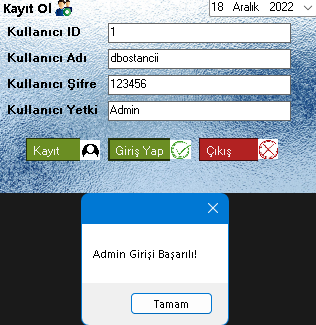 Kayıt Ol
18 Aralık 2022
Kullanıcı ID
1
Kullanıcı Adı
dbostancii
Kullanıcı Şifre
123456
Kullanıcı Yetki
Admin
Kayıt
Giriş Yap
Çıkış
Admin Girişi Başarılı!
Tamam